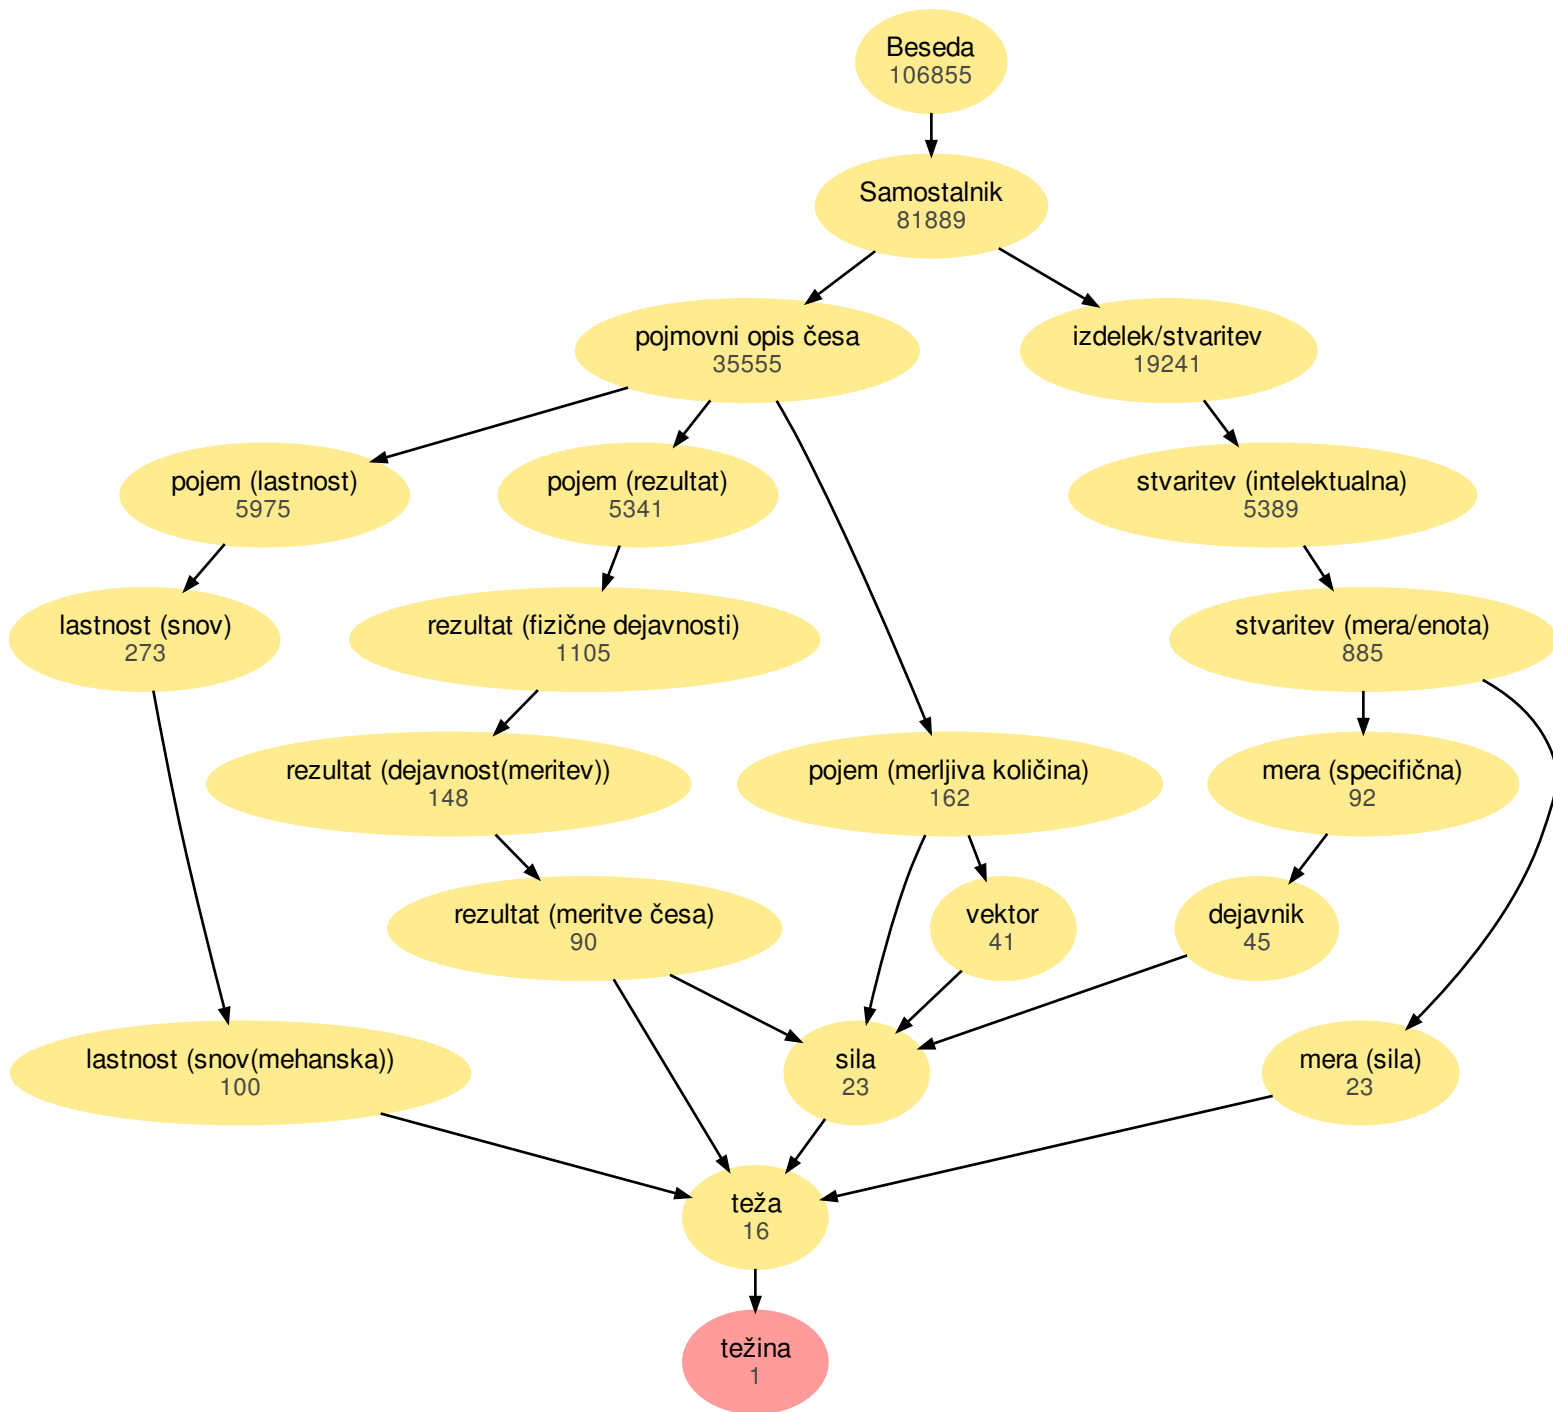 Beseda
106855
Samostalnik
81889
pojmovni opis česa
35555
izdelek/stvaritev
19241
pojem (lastnost)
5975
pojem (rezultat)
5341
stvaritev (intelektualna)
5389
lastnost (snov)
273
rezultat (fizične dejavnosti)
1105
stvaritev (mera/enota)
885
rezultat (dejavnost(meritev))
148
pojem (merljiva količina)
162
mera (specifična)
92
rezultat (meritve česa)
90
vektor
41
dejavnik
45
lastnost (snov(mehanska))
100
sila
23
mera (sila)
23
teža
16
težina
1